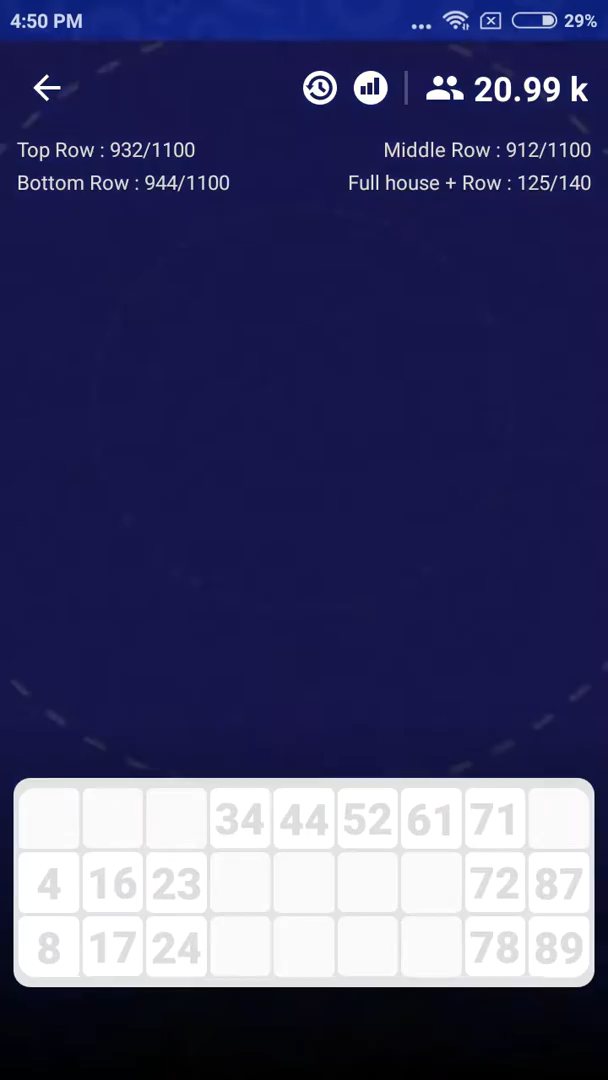 4:50 PM ... 29%
20.99 k
Top Row : 932/1100 Middle Row : 912/1100
Bottom Row : 944/1100 Full house + Row : 125/140
34 44 52 61 71
4 16 23 72 87
8 17 24 78 89